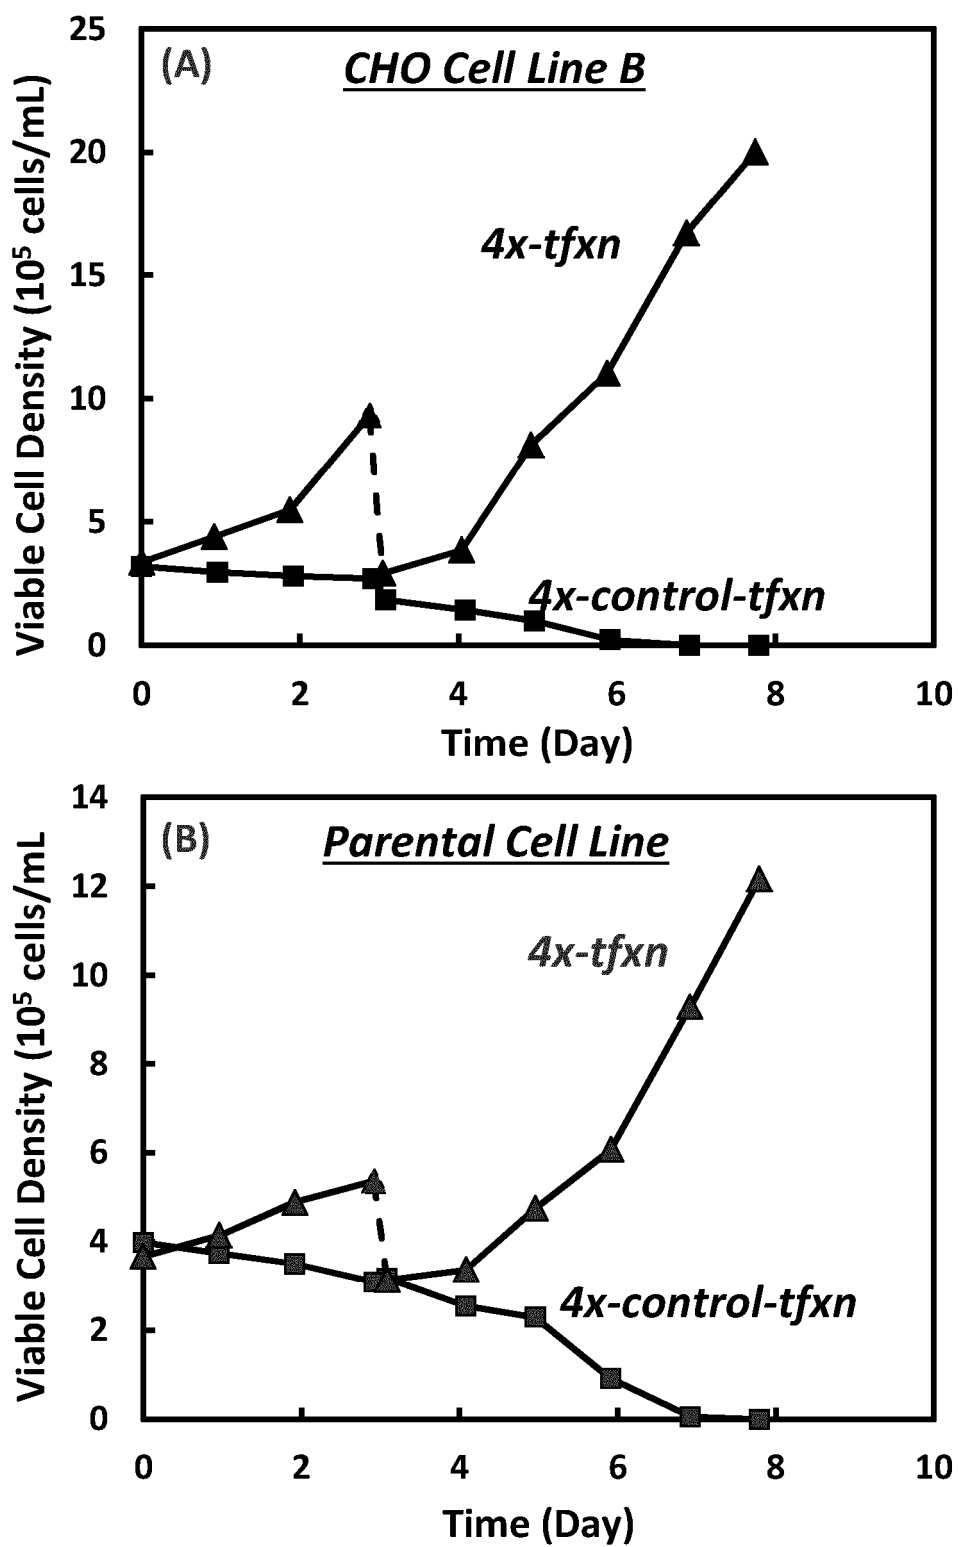 (A)
CHO Cell Line B
25
20
15
10
5
0
Viable Cell Density (10⁵ cells/mL)
4x-tfxn
4x-control-tfxn
0 2 4 6 8 10
Time (Day)
(B)
Parental Cell Line
14
12
10
8
6
4
2
0
Viable Cell Density (10⁵ cells/mL
4x-tfxn
4x-control-tfxn
0 2 4 6 8 10
Time (Day)